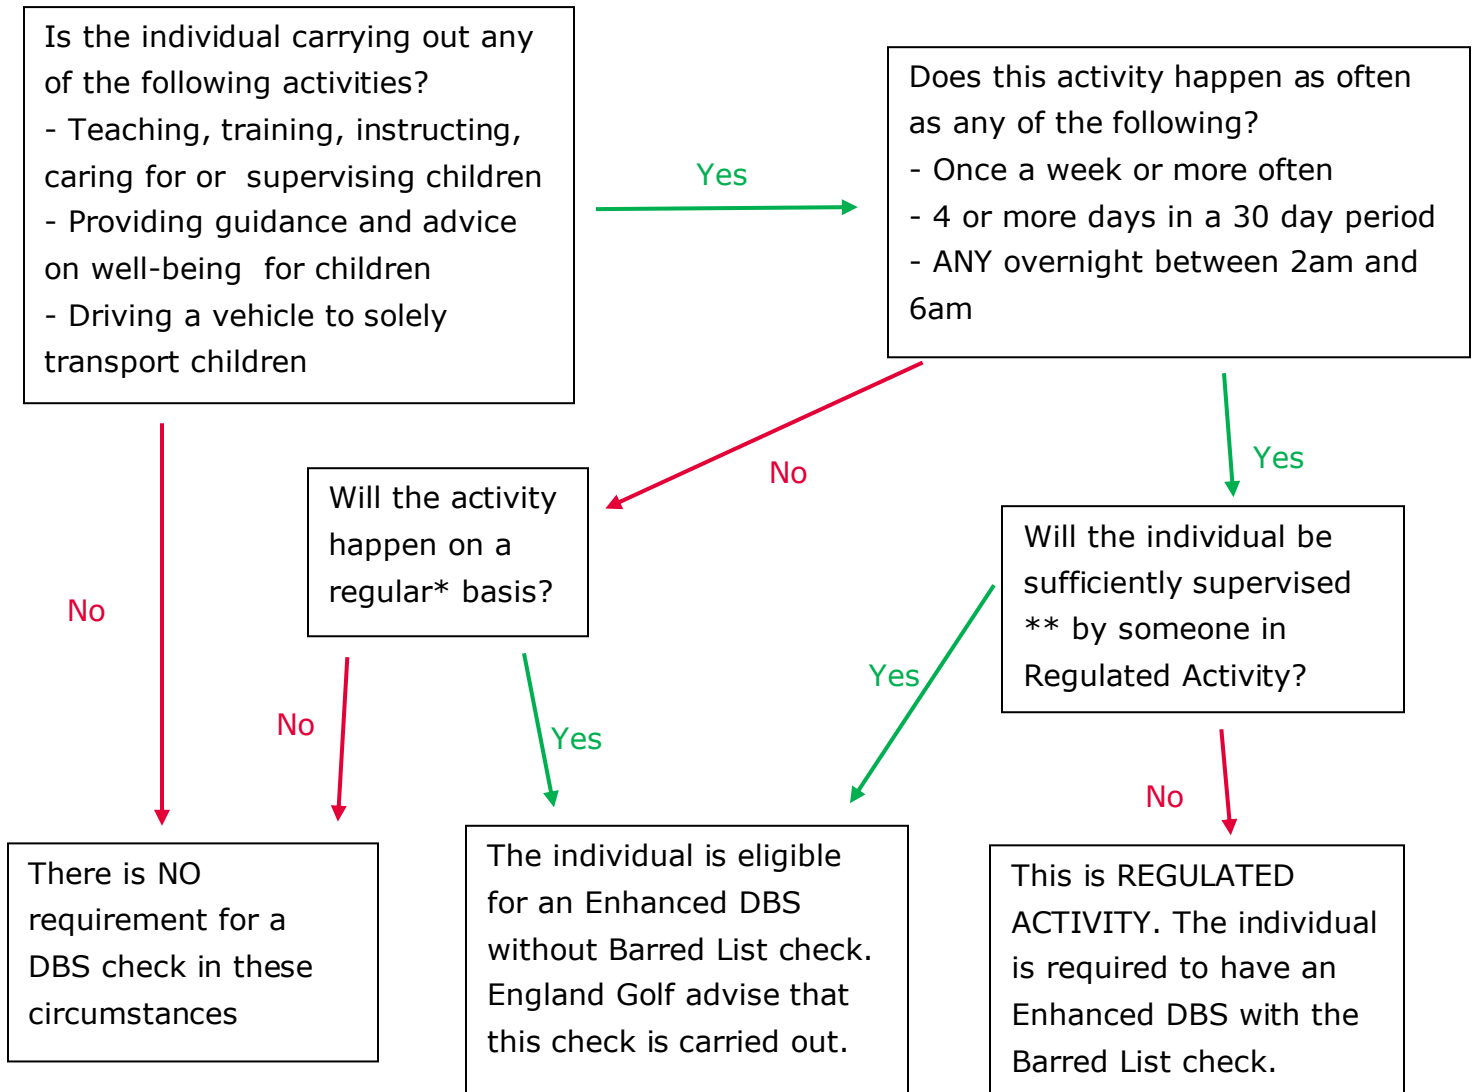 Is the individual carrying out any
of the following activities?
- Teaching, training, instructing,
caring for or  supervising children
- Providing guidance and advice
on well-being  for children
- Driving a vehicle to solely
transport children
Yes
Does this activity happen as often
as any of the following?
- Once a week or more often
- 4 or more days in a 30 day period
- ANY overnight between 2am and
6am
No
No
Yes
Will the activity
happen on a
regular* basis?
Will the individual be
sufficiently supervised
** by someone in
Regulated Activity?
No
Yes
Yes
No
There is NO
requirement for a
DBS check in these
circumstances
The individual is eligible
for an Enhanced DBS
without Barred List check.
England Golf advise that
this check is carried out.
This is REGULATED
ACTIVITY. The individual
is required to have an
Enhanced DBS with the
Barred List check.